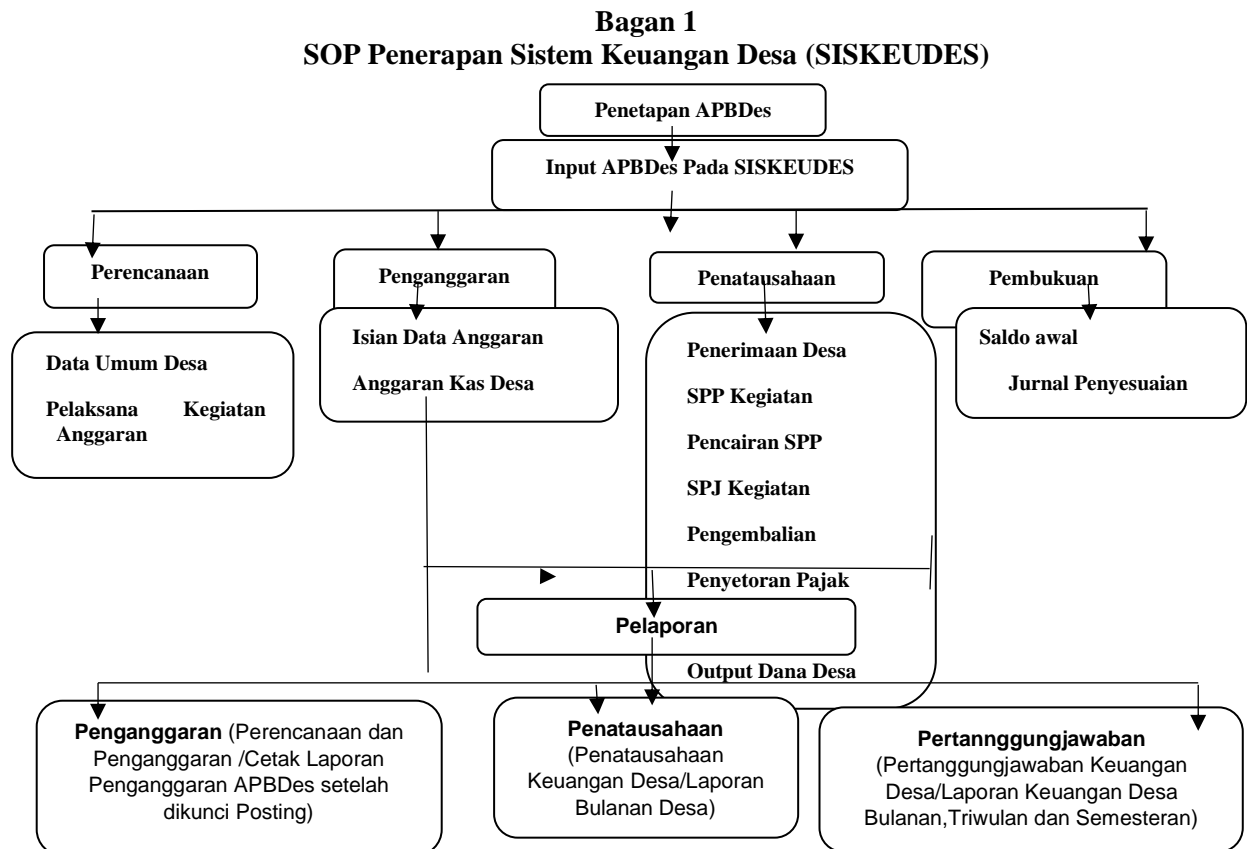 Bagan 1
SOP Penerapan Sistem Keuangan Desa (SISKEUDES)
Penetapan APBDes
Input APBDes Pada SISKEUDES
Perencanaan
Penganggaran
Penatausahaan
Pembukuan
Data Umum Desa
Pelaksana Kegiatan
Anggaran
Isian Data Anggaran
Anggaran Kas Desa
Penerimaan Desa
SPP Kegiatan
Pencairan SPP
SPJ Kegiatan
Pengembalian
Penyetoran Pajak
Output Dana Desa
Saldo awal
Jurnal Penyesuaian
Pelaporan
Penganggaran (Perencanaan dan
Penganggaran /Cetak Laporan
Penganggaran APBDes setelah
dikunci Posting)
Penatausahaan
(Penatausahaan
Keuangan Desa/Laporan
Bulanan Desa)
Pertannggungjawaban
(Pertanggungjawaban Keuangan
Desa/Laporan Keuangan Desa
Bulanan,Triwulan dan Semesteran)